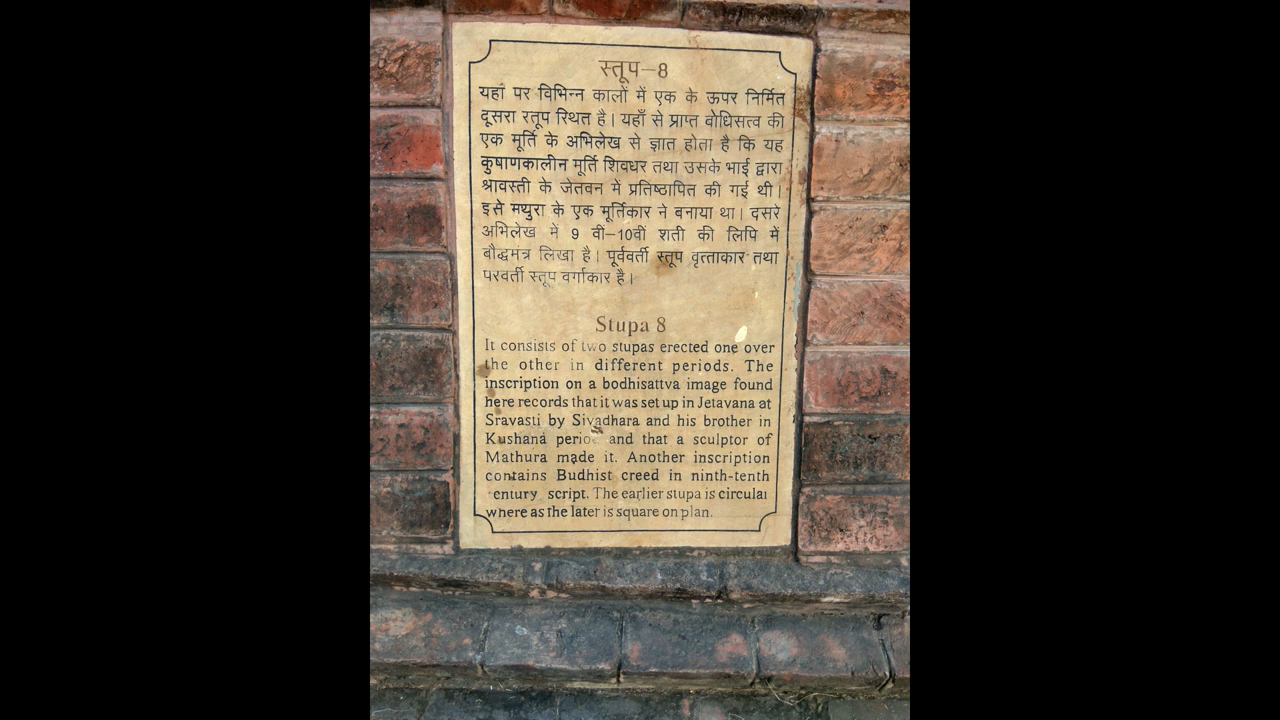 स्तूप–8
यहाँ पर विभिन्न कालों में एक के ऊपर निर्मित
दूसरा रतूप रिथत है। यहाँ से प्राप्त वोधिसत्व की
एक मूर्ति के अभिलेख से ज्ञात होता है कि यह
कुषाणकालीन मूर्ति शिवधर तथा उसके भाई द्वारा
श्रावस्ती के जेतवन में प्रतिष्ठापित की गई थी।
इसे मथुरा के एक मूर्तिकार ने बनाया था। दसरे
अभिलेख में 9 वी–10वीं शती की लिपि में
बौद्धमंत्र लिखा है। पूर्ववर्ती स्तूप वृत्ताकार तथा
परवर्ती स्तूप वर्गाकार है।
Stupa 8
It consists of two stupas erected one over
the other in different periods. The
inscription on a bodhisattva image found
here records that it was set up in Jetavana at
Sravasti by Sivadhara and his brother in
Kushana period and that a sculptor of
Mathura made it. Another inscription
contains Budhist creed in ninth-tenth
century script. The earlier stupa is circular
where as the later is square on plan.